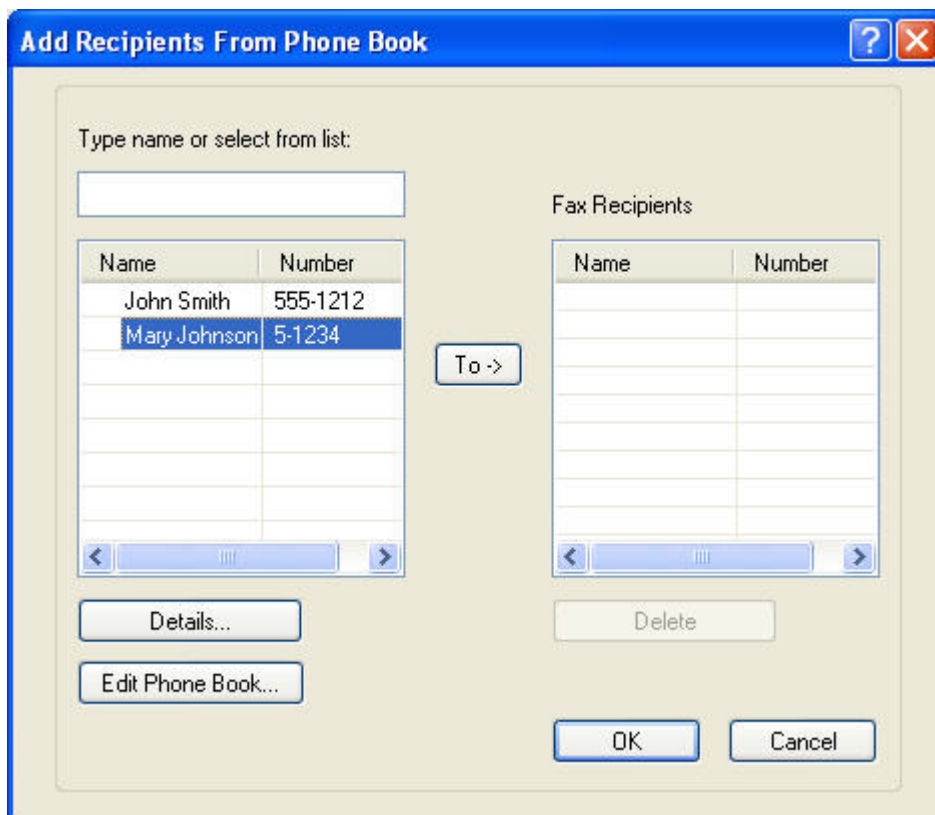 Add Recipients From Phone Book
Type name or select from list:
Name Number
John Smith 555-1212
Mary Johnson 5-1234
Details...
Edit Phone Book...
To ->
Fax Recipients
Name Number
Delete
OK Cancel